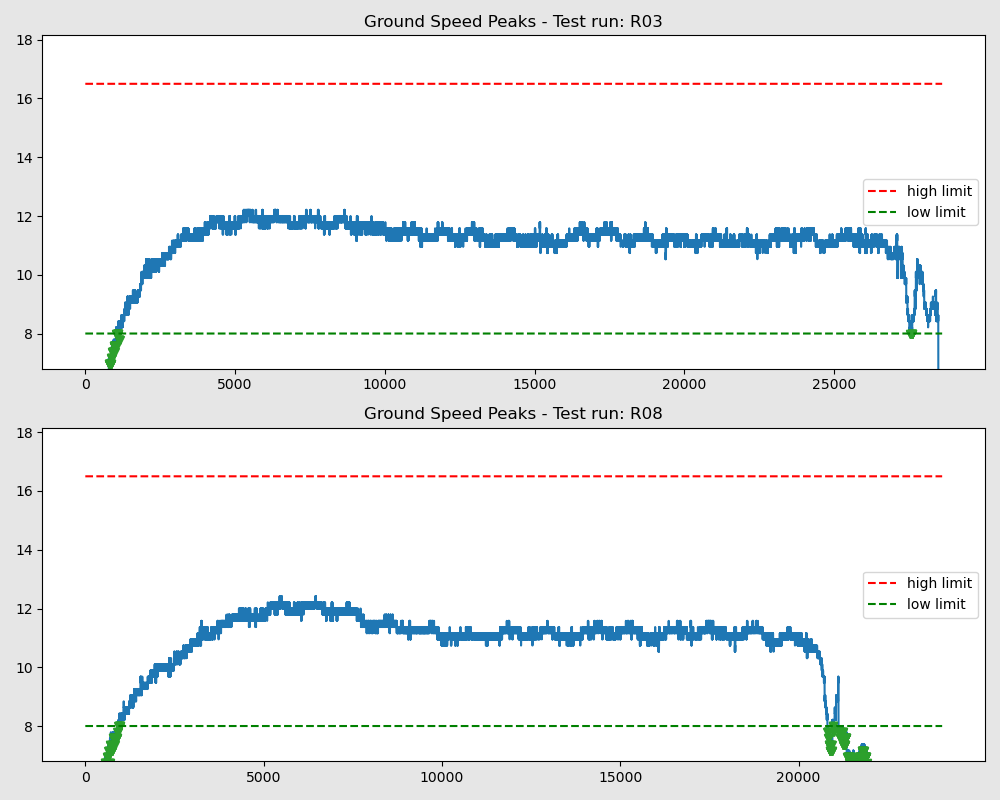 Ground Speed Peaks - Test run: R03
18
16
14
12
10
8
high limit
low limit
0 5000 10000 15000 20000 25000
Ground Speed Peaks - Test run: R08
18
16
14
12
10
8
high limit
low limit
0 5000 10000 15000 20000